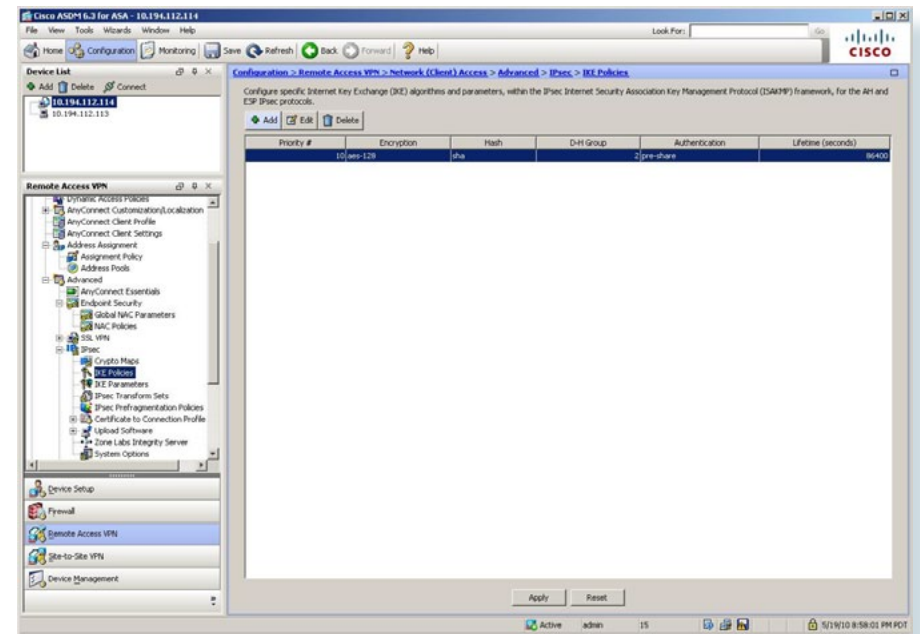 Cisco ASDM 6.3 for ASA - 10.194.112.114
File View Tools Wizards Window Help
Look For:
Go
Home Configuration Monitoring Save Refresh Back Forward Help
CISCO
Device List
Add Delete Connect
10.194.112.114
10.194.112.113
Remote Access VPN
Dynamic Access Policies
AnyConnect Customization/Localization
AnyConnect Client Profile
AnyConnect Client Settings
Address Assignment
Assignment Policy
Address Pools
Advanced
AnyConnect Essentials
Endpoint Security
Global NAC Parameters
NAC Policies
SSL VPN
IPsec
Crypto Maps
IKE Policies
IKE Parameters
IPsec Transform Sets
IPsec Prefragmentation Policies
Certificate to Connection Profile
Upload Software
Zone Labs Integrity Server
System Options
Device Setup
Firewall
Remote Access VPN
Site-to-Site VPN
Device Management
Configuration > Remote Access VPN > Network (Client) Access > Advanced > IPsec > IKE Policies
Configure specific Internet Key Exchange (IKE) algorithms and parameters, within the IPsec Internet Security Association Key Management Protocol (ISAKMP) framework, for the AH and
ESP IPsec protocols.
Add Edit Delete
Priority # Encryption Hash D-H Group Authentication Lifetime (seconds)
10 aes-128 sha 2 pre-share 86400
Apply Reset
Active admin 15 5/19/10 8:58:01 PM PDT